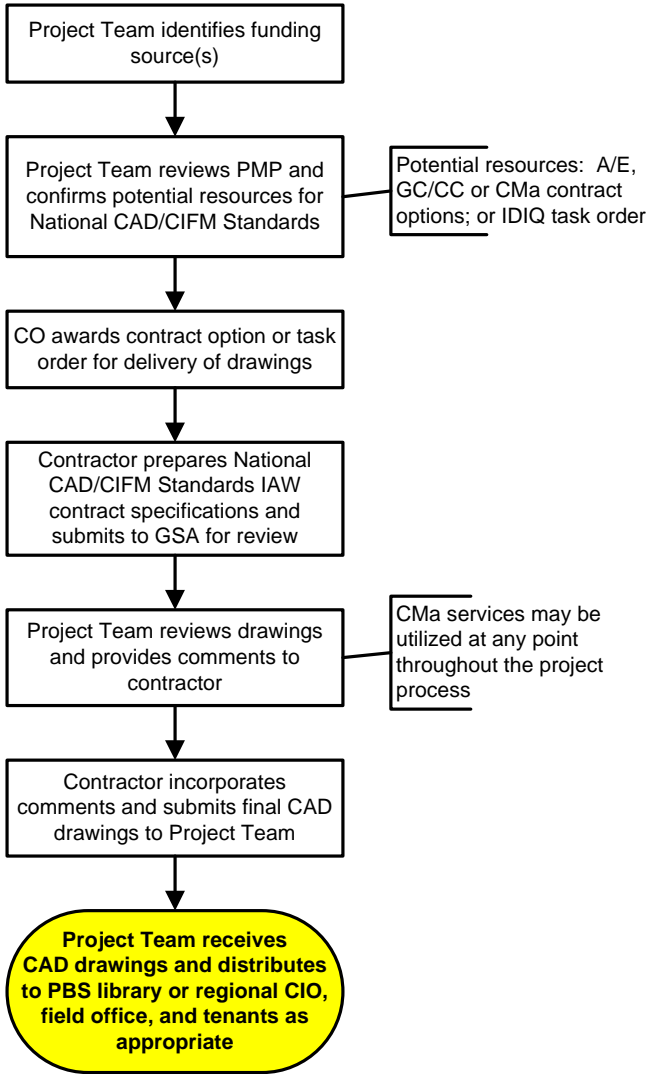 Project Team identifies funding
source(s)
Project Team reviews PMP and
confirms potential resources for
National CAD/CIFM Standards
Potential resources: A/E,
GC/CC or CMa contract
options; or IDIQ task order
CO awards contract option or task
order for delivery of drawings
Contractor prepares National
CAD/CIFM Standards IAW
contract specifications and
submits to GSA for review
Project Team reviews drawings
and provides comments to
contractor
CMa services may be
utilized at any point
throughout the project
process
Contractor incorporates
comments and submits final CAD
drawings to Project Team
Project Team receives
CAD drawings and distributes
to PBS library or regional CIO,
field office, and tenants as
appropriate